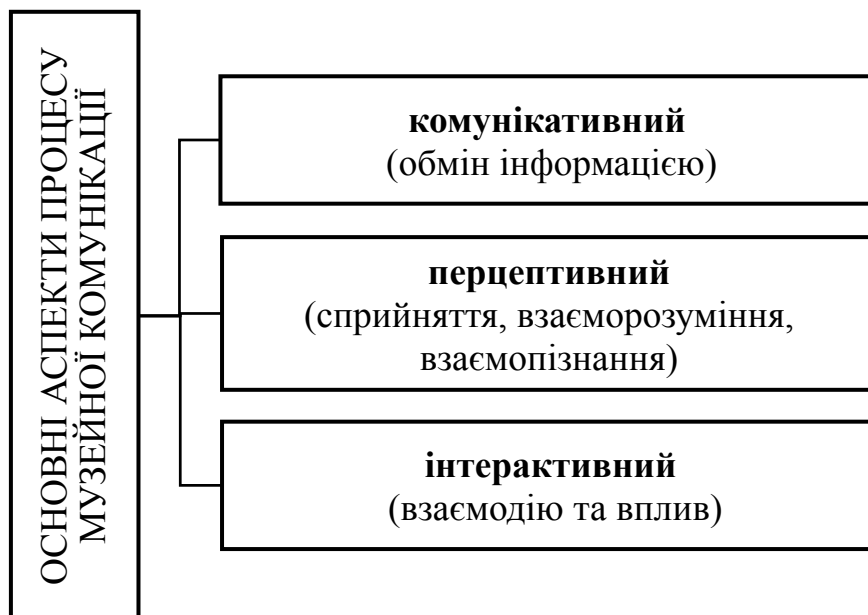 ОСНОВНІ АСПЕКТИ ПРОЦЕСУ
МУЗЕЙНОЇ КОМУНІКАЦІЇ
комунікативний
(обмін інформацією)
перцептивний
(сприйняття, взаєморозуміння,
взаємопізнання)
інтерактивний
(взаємодію та вплив)